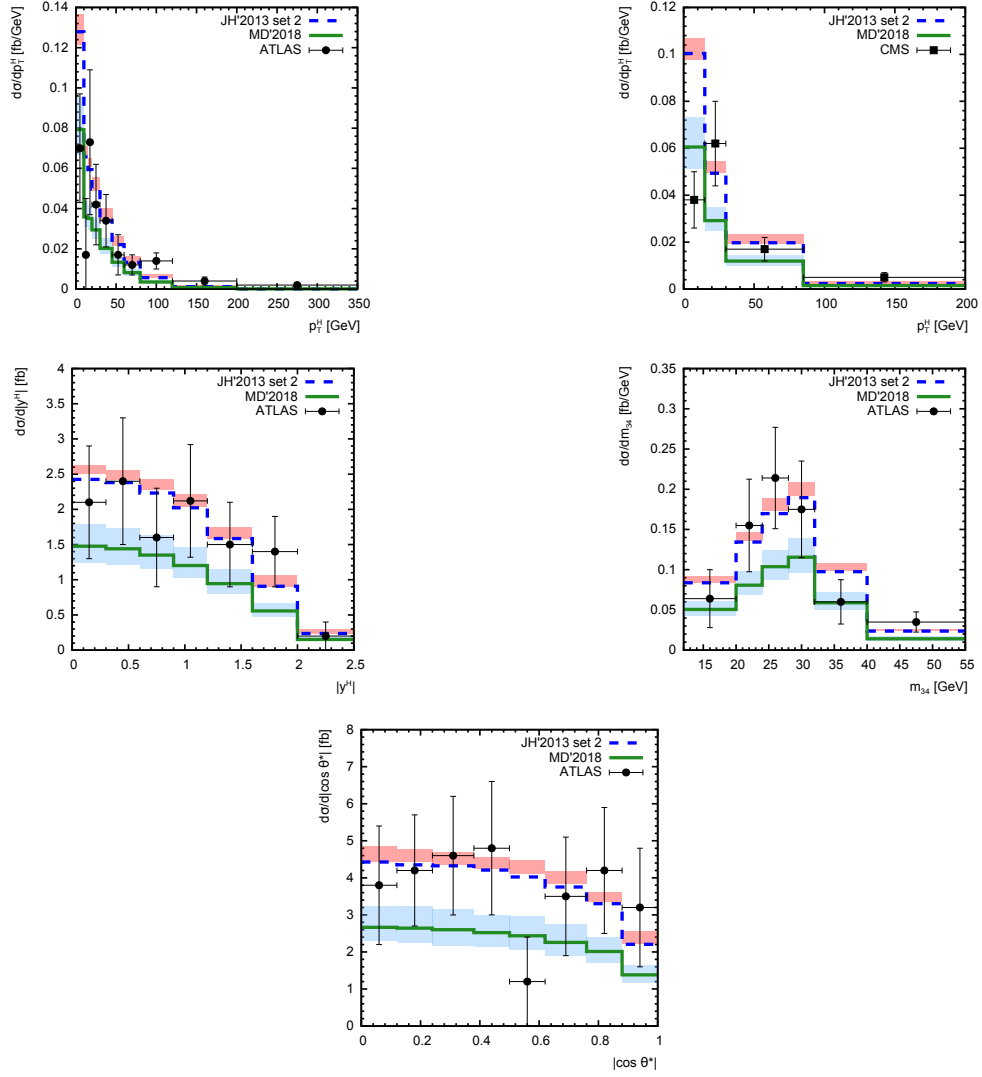 dσ/dp_T^H [fb/GeV]
JH'2013 set 2
MD'2018
ATLAS
0.14
0.12
0.1
0.08
0.06
0.04
0.02
0
0 50 100 150 200 250 300 350
p_T^H [GeV]
dσ/dp_T^H [fb/GeV]
JH'2013 set 2
MD'2018
CMS
0.12
0.1
0.08
0.06
0.04
0.02
0
0 50 100 150 200
p_T^H [GeV]
dσ/d|y^H| [fb]
JH'2013 set 2
MD'2018
ATLAS
4
3.5
3
2.5
2
1.5
1
0.5
0
0 0.5 1 1.5 2 2.5
|y^H|
dσ/dm_34 [fb/GeV]
JH'2013 set 2
MD'2018
ATLAS
0.35
0.3
0.25
0.2
0.15
0.1
0.05
0
15 20 25 30 35 40 45 50 55
m_34 [GeV]
dσ/d|cos θ*| [fb]
JH'2013 set 2
MD'2018
ATLAS
8
7
6
5
4
3
2
1
0
0 0.2 0.4 0.6 0.8 1
|cos θ*|